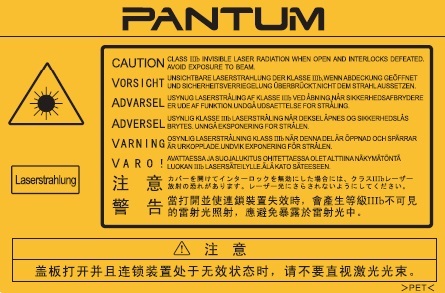 PANTUM
CAUTION CLASS IIIb INVISIBLE LASER RADIATION WHEN OPEN AND INTERLOCKS DEFEATED.
AVOID EXPOSURE TO BEAM.
VORSICHT UNSICHTBARE LASERSTRAHLUNG DER KLASSE IIIb,WENN ABDECKUNG GEÖFFNET
UND SICHERHEITSVERRIEGELUNG ÜBERBRÜCKT.NICHT DEM STRAHL AUSSETZEN.
ADVARSEL USYNLIG LASERSTRÅLING AF KLASSE IIIb VED ÅBNING,NÅR SIKKERHEDSAFBRYDERE
ER UDE AF FUNKTION.UNDGÅ UDSAETTELSE FOR STRÅLING.
ADVERSEL USYNLIG KLASSE IIIb LASERSTRÅLING NÅR DEKSEL ÅPNES OG SIKKERHEDSLÅS
BRYTES. UNNGÅ EKSPONERING FOR STRÅLEN.
VARNING OSYNLIG LASERSTRÅLNING KLASS IIIb NÄR DENNA DEL ÄR ÖPPNAD OCH SPÄRRAR
ÄR URKOPPLADE.UNDVIK EXPONERING FÖR STRÅLEN.
VARO! AVATTAESSA JA SUOJALUKITUS OHITETTAESSA OLET ALTTIINA NÄKYMÄTÖNTÄ
LUOKAN IIIb LASERSÄTEILYLLE.ÄLÄ KATO SÄTEESEEN.
注 意 カバーを開けてインターロックを無効にした場合には、クラスIIIbレーザー
放射の恐れがあります。レーザー光にさらされないようにしてください。
警 告 當打開並使連鎖裝置失效時，會產生等級IIIb不可見
的雷射光照射，應避免暴露於雷射光中。
Laserstrahlung
注 意
盖板打开并且连锁装置处于无效状态时，请不要直视激光光束。
>PET<